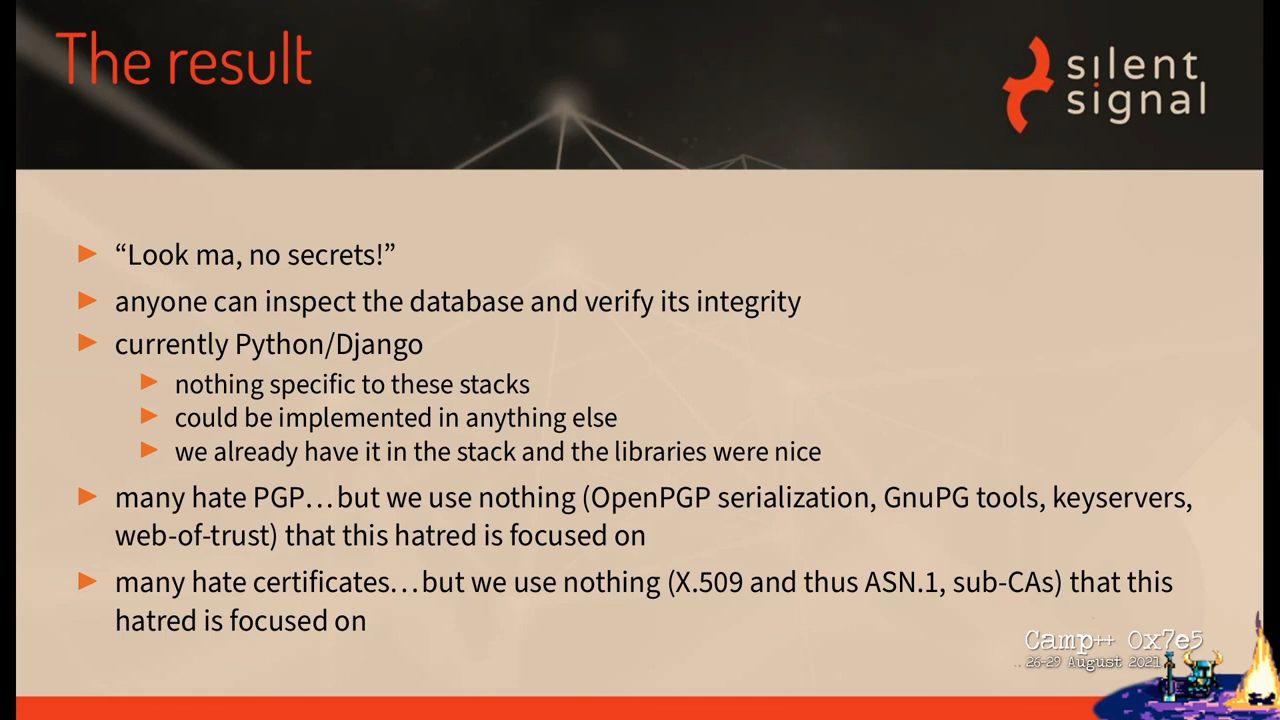 The result
silent
signal
“Look ma, no secrets!”
anyone can inspect the database and verify its integrity
currently Python/Django
nothing specific to these stacks
could be implemented in anything else
we already have it in the stack and the libraries were nice
many hate PGP…but we use nothing (OpenPGP serialization, GnuPG tools, keyservers,
web-of-trust) that this hatred is focused on
many hate certificates…but we use nothing (X.509 and thus ASN.1, sub-CAs) that this
hatred is focused on
Camp++ 0x7e5
..26-29 August 2021